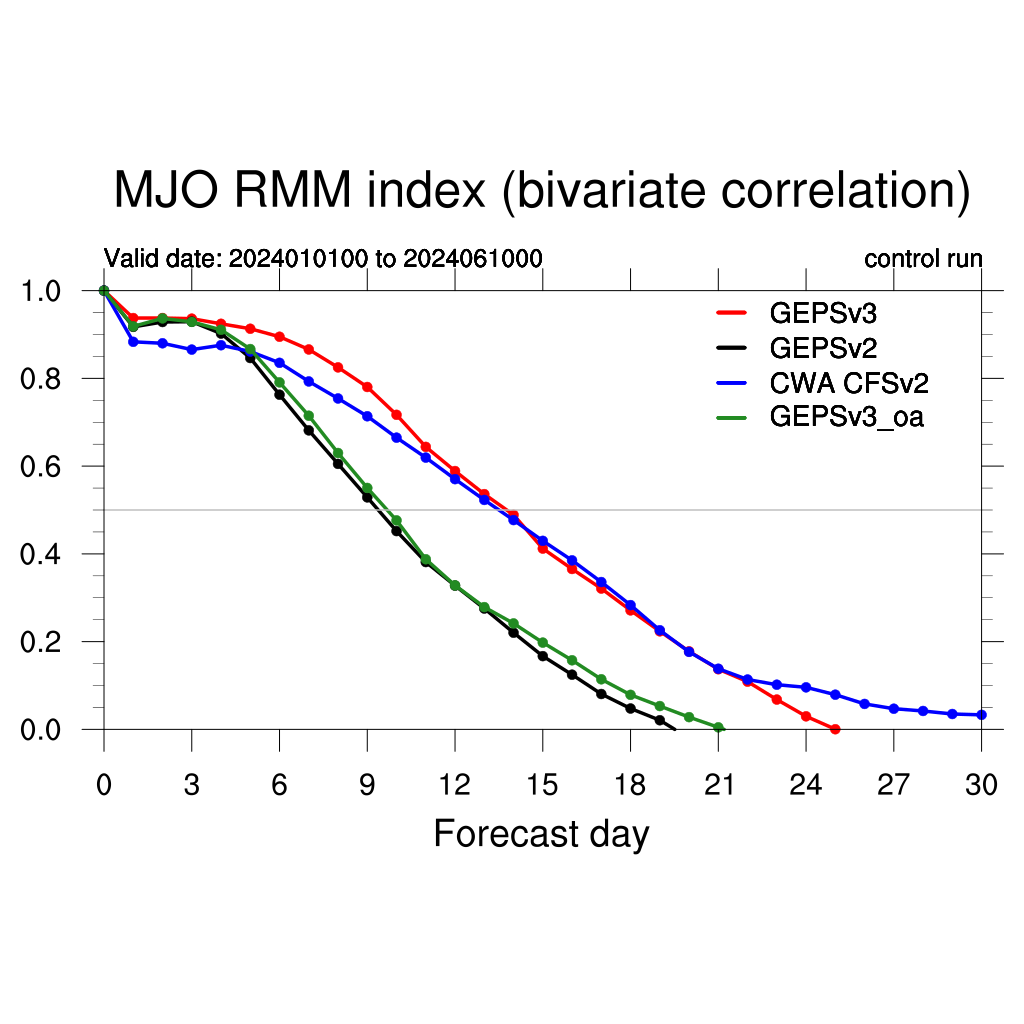 MJO RMM index (bivariate correlation)
Valid date: 2024010100 to 2024061000 control run
1.0
0.8
0.6
0.4
0.2
0.0
GEPSv3
GEPSv2
CWA CFSv2
GEPSv3_oa
0 3 6 9 12 15 18 21 24 27 30
Forecast day